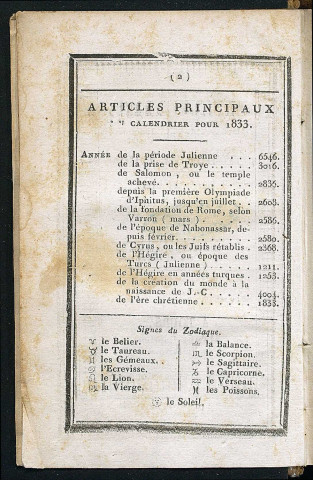 (2)
ARTICLES PRINCIPAUX
CALENDRIER POUR 1833.
ANNÉE de la période Julienne . . . 6546.
de la prise de Troye . . . . . 3016.
de Salomon, ou le temple
achevé. . . . . . . . . . . 2836.
depuis la première Olympiade
d'Iphitus, jusqu'en juillet. . 2608.
de la fondation de Rome, selon
Varron (mars) . . . . . . . 2586.
de l'époque de Nabonassar, de-
puis février. . . . . . . . . 2580.
de Cyrus, ou les Juifs rétablis. 2368.
de l'Hégire, ou époque des
Turcs (Julienne) . . . . . . 1211.
de l'Hégire en années turques. 1253.
de la création du monde à la
naissance de J.-C. . . . . . 4004.
de l'ère chrétienne. . . . . . . 1833.
Signes du Zodiaque.
♈ le Belier.
♉ le Taureau.
♊ les Gémeaux.
♋ l'Ecrevisse.
♌ le Lion.
♍ la Vierge.
♎ la Balance.
♏ le Scorpion.
♐ le Sagittaire.
♑ le Capricorne.
♒ le Verseau.
♓ les Poissons.
le Soleil.